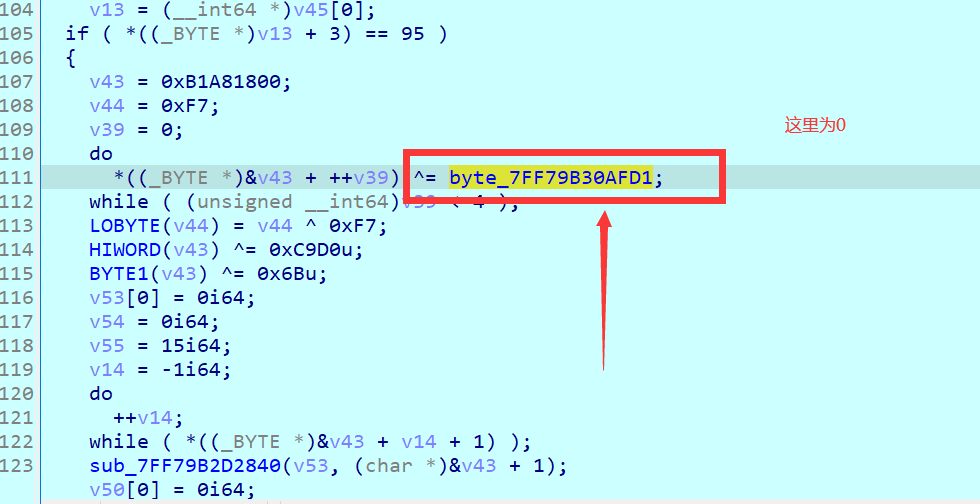 104 v13 = (__int64 *)v45[0];
105 if ( *((_BYTE *)v13 + 3) == 95 )
106 {
107 v43 = 0xB1A81800;
108 v44 = 0xF7;
109 v39 = 0;
110 do
111 *((_BYTE *)&v43 + ++v39) ^= byte_7FF79B30AFD1;
112 while ( (unsigned __int64)v39 < 4 );
113 LOBYTE(v44) = v44 ^ 0xF7;
114 HIWORD(v43) ^= 0xC9D0u;
115 BYTE1(v43) ^= 0x6Bu;
116 v53[0] = 0i64;
117 v54 = 0i64;
118 v55 = 15i64;
119 v14 = -1i64;
120 do
121 ++v14;
122 while ( *((_BYTE *)&v43 + v14 + 1) );
123 sub_7FF79B2D2840(v53, (char *)&v43 + 1);
v50[0] = 0i64;
这里为0